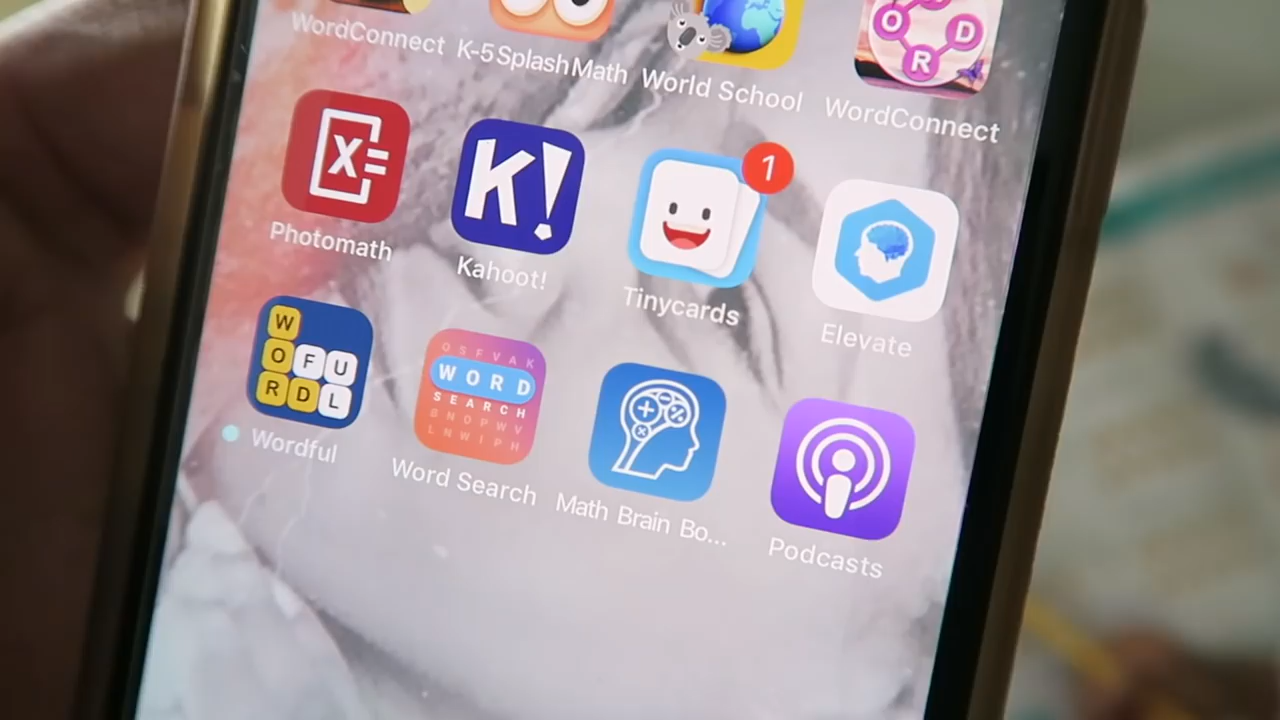 WordConnect K-5 Splash Math World School WordConnect
O D
R
X= K! 1
Photomath Kahoot! Tinycards Elevate
W
O F U
R D L
O S F V A K
WORD
SEARCH
B N O P W V
L N W I P H
Wordful Word Search Math Brain Bo... Podcasts